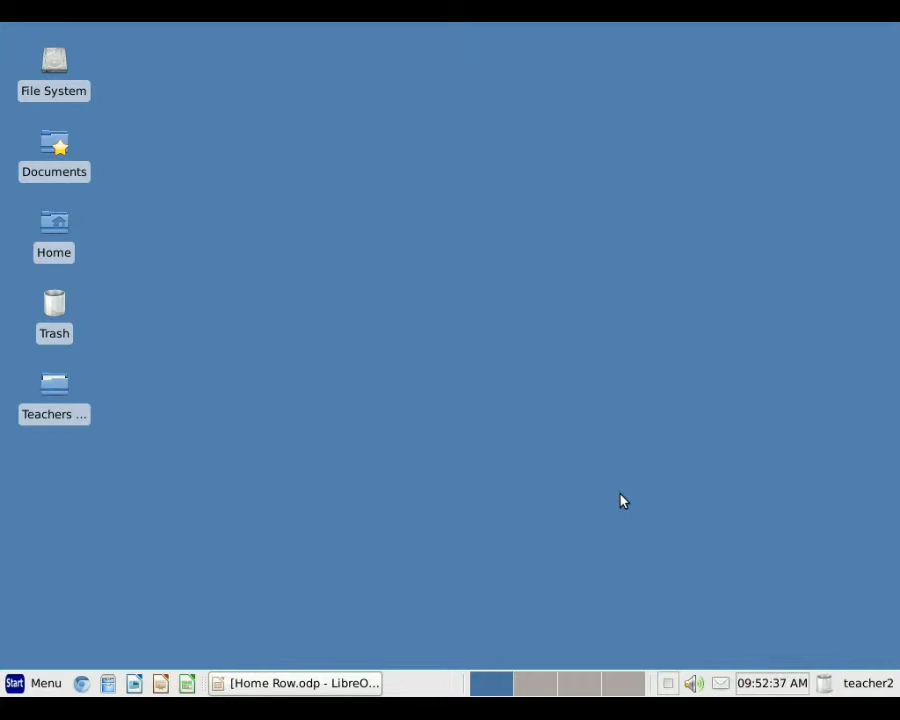 File System
Documents
Home
Trash
Teachers ...
Start Menu [Home Row.odp - LibreO... 09:52:37 AM teacher2